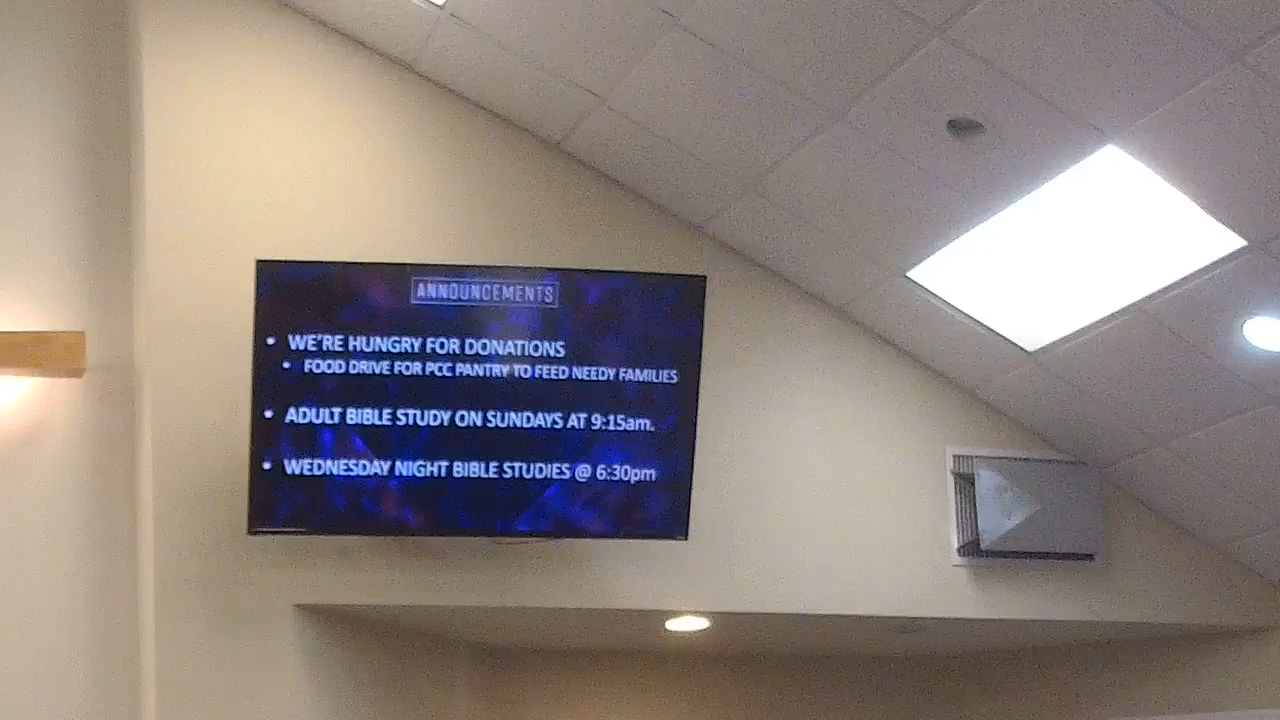 ANNOUNCEMENTS
• WE'RE HUNGRY FOR DONATIONS
• FOOD DRIVE FOR PCC PANTRY TO FEED NEEDY FAMILIES
• ADULT BIBLE STUDY ON SUNDAYS AT 9:15am.
• WEDNESDAY NIGHT BIBLE STUDIES @ 6:30pm